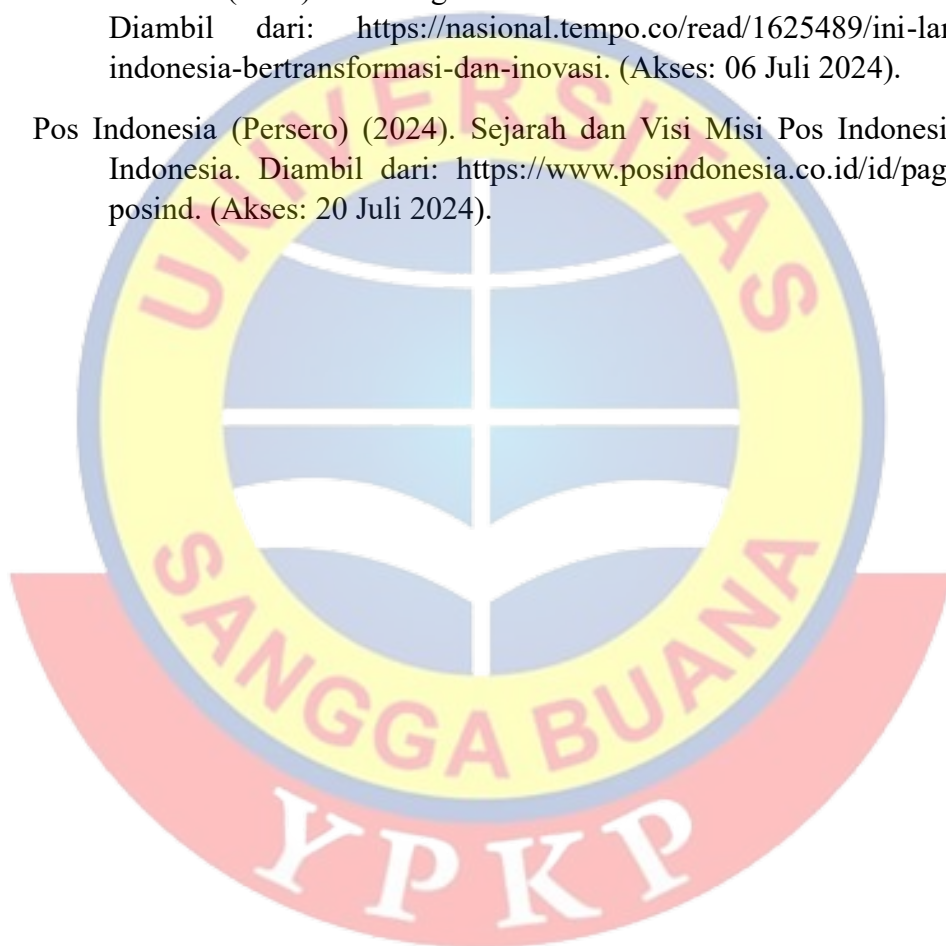 Diambil dari: https://nasional.tempo.co/read/1625489/ini-lan
indonesia-bertransformasi-dan-inovasi. (Akses: 06 Juli 2024).
Pos Indonesia (Persero) (2024). Sejarah dan Visi Misi Pos Indonesi
Indonesia. Diambil dari: https://www.posindonesia.co.id/id/pag
posind. (Akses: 20 Juli 2024).
UNIVERSITAS
SANGGA BUANA
YPKP